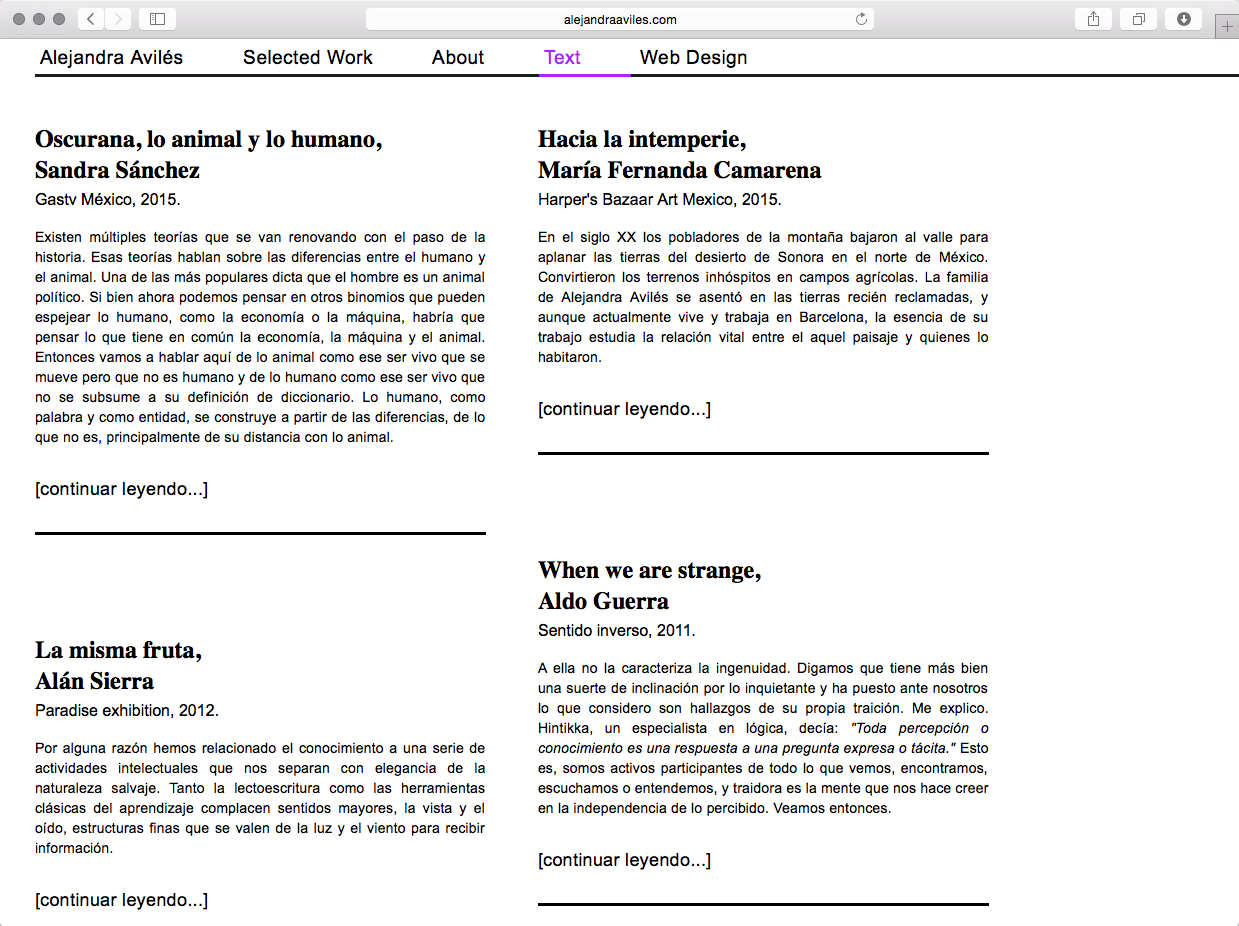 alejandraaviles.com
Alejandra Avilés Selected Work About Text Web Design
Oscurana, lo animal y lo humano,
Sandra Sánchez
Gastv México, 2015.
Existen múltiples teorías que se van renovando con el paso de la
historia. Esas teorías hablan sobre las diferencias entre el humano y
el animal. Una de las más populares dicta que el hombre es un animal
político. Si bien ahora podemos pensar en otros binomios que pueden
espejear lo humano, como la economía o la máquina, habría que
pensar lo que tiene en común la economía, la máquina y el animal.
Entonces vamos a hablar aquí de lo animal como ese ser vivo que se
mueve pero que no es humano y de lo humano como ese ser vivo que
no se subsume a su definición de diccionario. Lo humano, como
palabra y como entidad, se construye a partir de las diferencias, de lo
que no es, principalmente de su distancia con lo animal.
[continuar leyendo...]
La misma fruta,
Alán Sierra
Paradise exhibition, 2012.
Por alguna razón hemos relacionado el conocimiento a una serie de
actividades intelectuales que nos separan con elegancia de la
naturaleza salvaje. Tanto la lectoescritura como las herramientas
clásicas del aprendizaje complacen sentidos mayores, la vista y el
oído, estructuras finas que se valen de la luz y el viento para recibir
información.
[continuar leyendo...]
Hacia la intemperie,
María Fernanda Camarena
Harper's Bazaar Art Mexico, 2015.
En el siglo XX los pobladores de la montaña bajaron al valle para
aplanar las tierras del desierto de Sonora en el norte de México.
Convirtieron los terrenos inhóspitos en campos agrícolas. La familia
de Alejandra Avilés se asentó en las tierras recién reclamadas, y
aunque actualmente vive y trabaja en Barcelona, la esencia de su
trabajo estudia la relación vital entre el aquel paisaje y quienes lo
habitaron.
[continuar leyendo...]
When we are strange,
Aldo Guerra
Sentido inverso, 2011.
A ella no la caracteriza la ingenuidad. Digamos que tiene más bien
una suerte de inclinación por lo inquietante y ha puesto ante nosotros
lo que considero son hallazgos de su propia traición. Me explico.
Hintikka, un especialista en lógica, decía: "Toda percepción o
conocimiento es una respuesta a una pregunta expresa o tácita." Esto
es, somos activos participantes de todo lo que vemos, encontramos,
escuchamos o entendemos, y traidora es la mente que nos hace creer
en la independencia de lo percibido. Veamos entonces.
[continuar leyendo...]